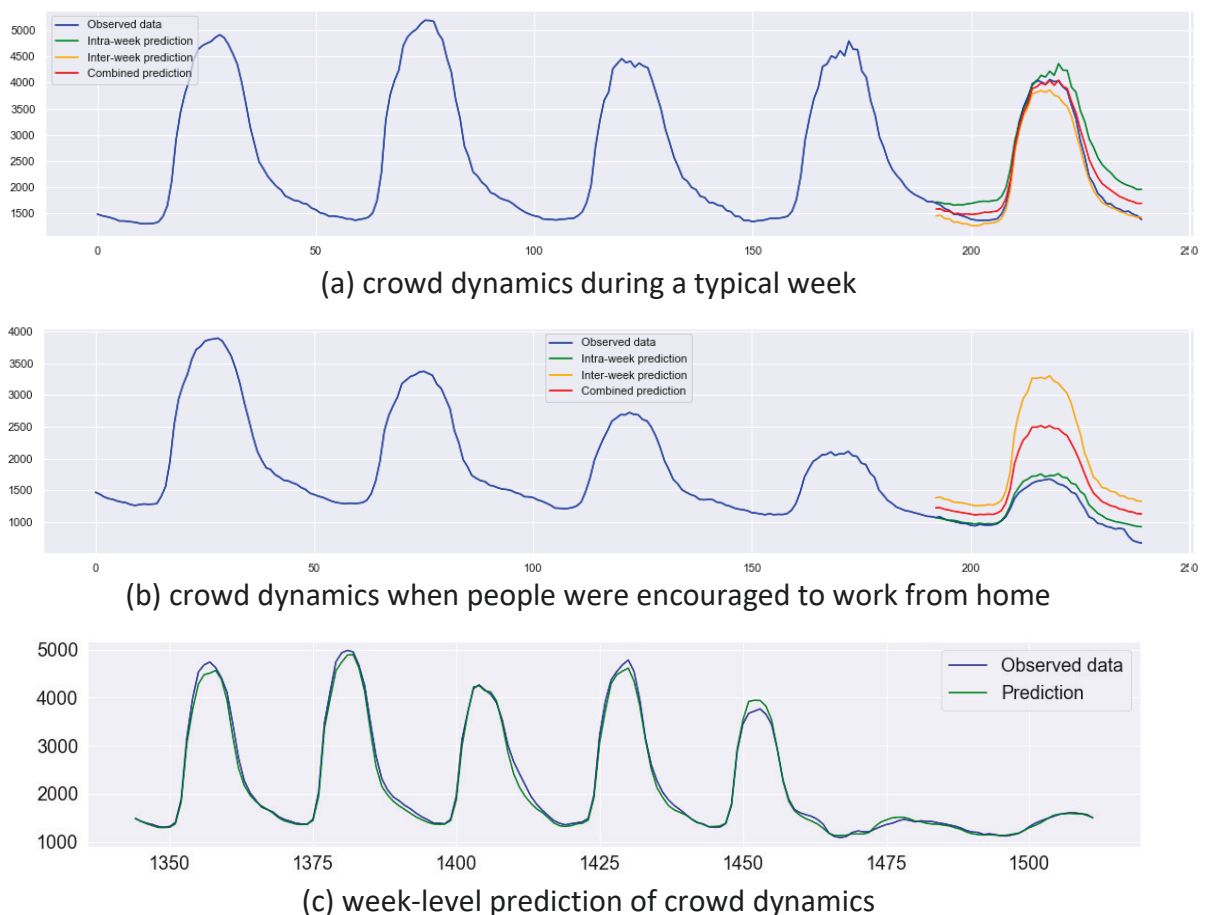 Observed data
Intra-week prediction
Inter-week prediction
Combined prediction
5000
4500
4000
3500
3000
2500
2000
1500
0 50 100 150 200 250
(a) crowd dynamics during a typical week
4000
3500
3000
2500
2000
1500
1000
Observed data
Intra-week prediction
Inter-week prediction
Combined prediction
0 50 100 150 200 250
(b) crowd dynamics when people were encouraged to work from home
5000
4000
3000
2000
1000
Observed data
Prediction
1350 1375 1400 1425 1450 1475 1500
(c) week-level prediction of crowd dynamics